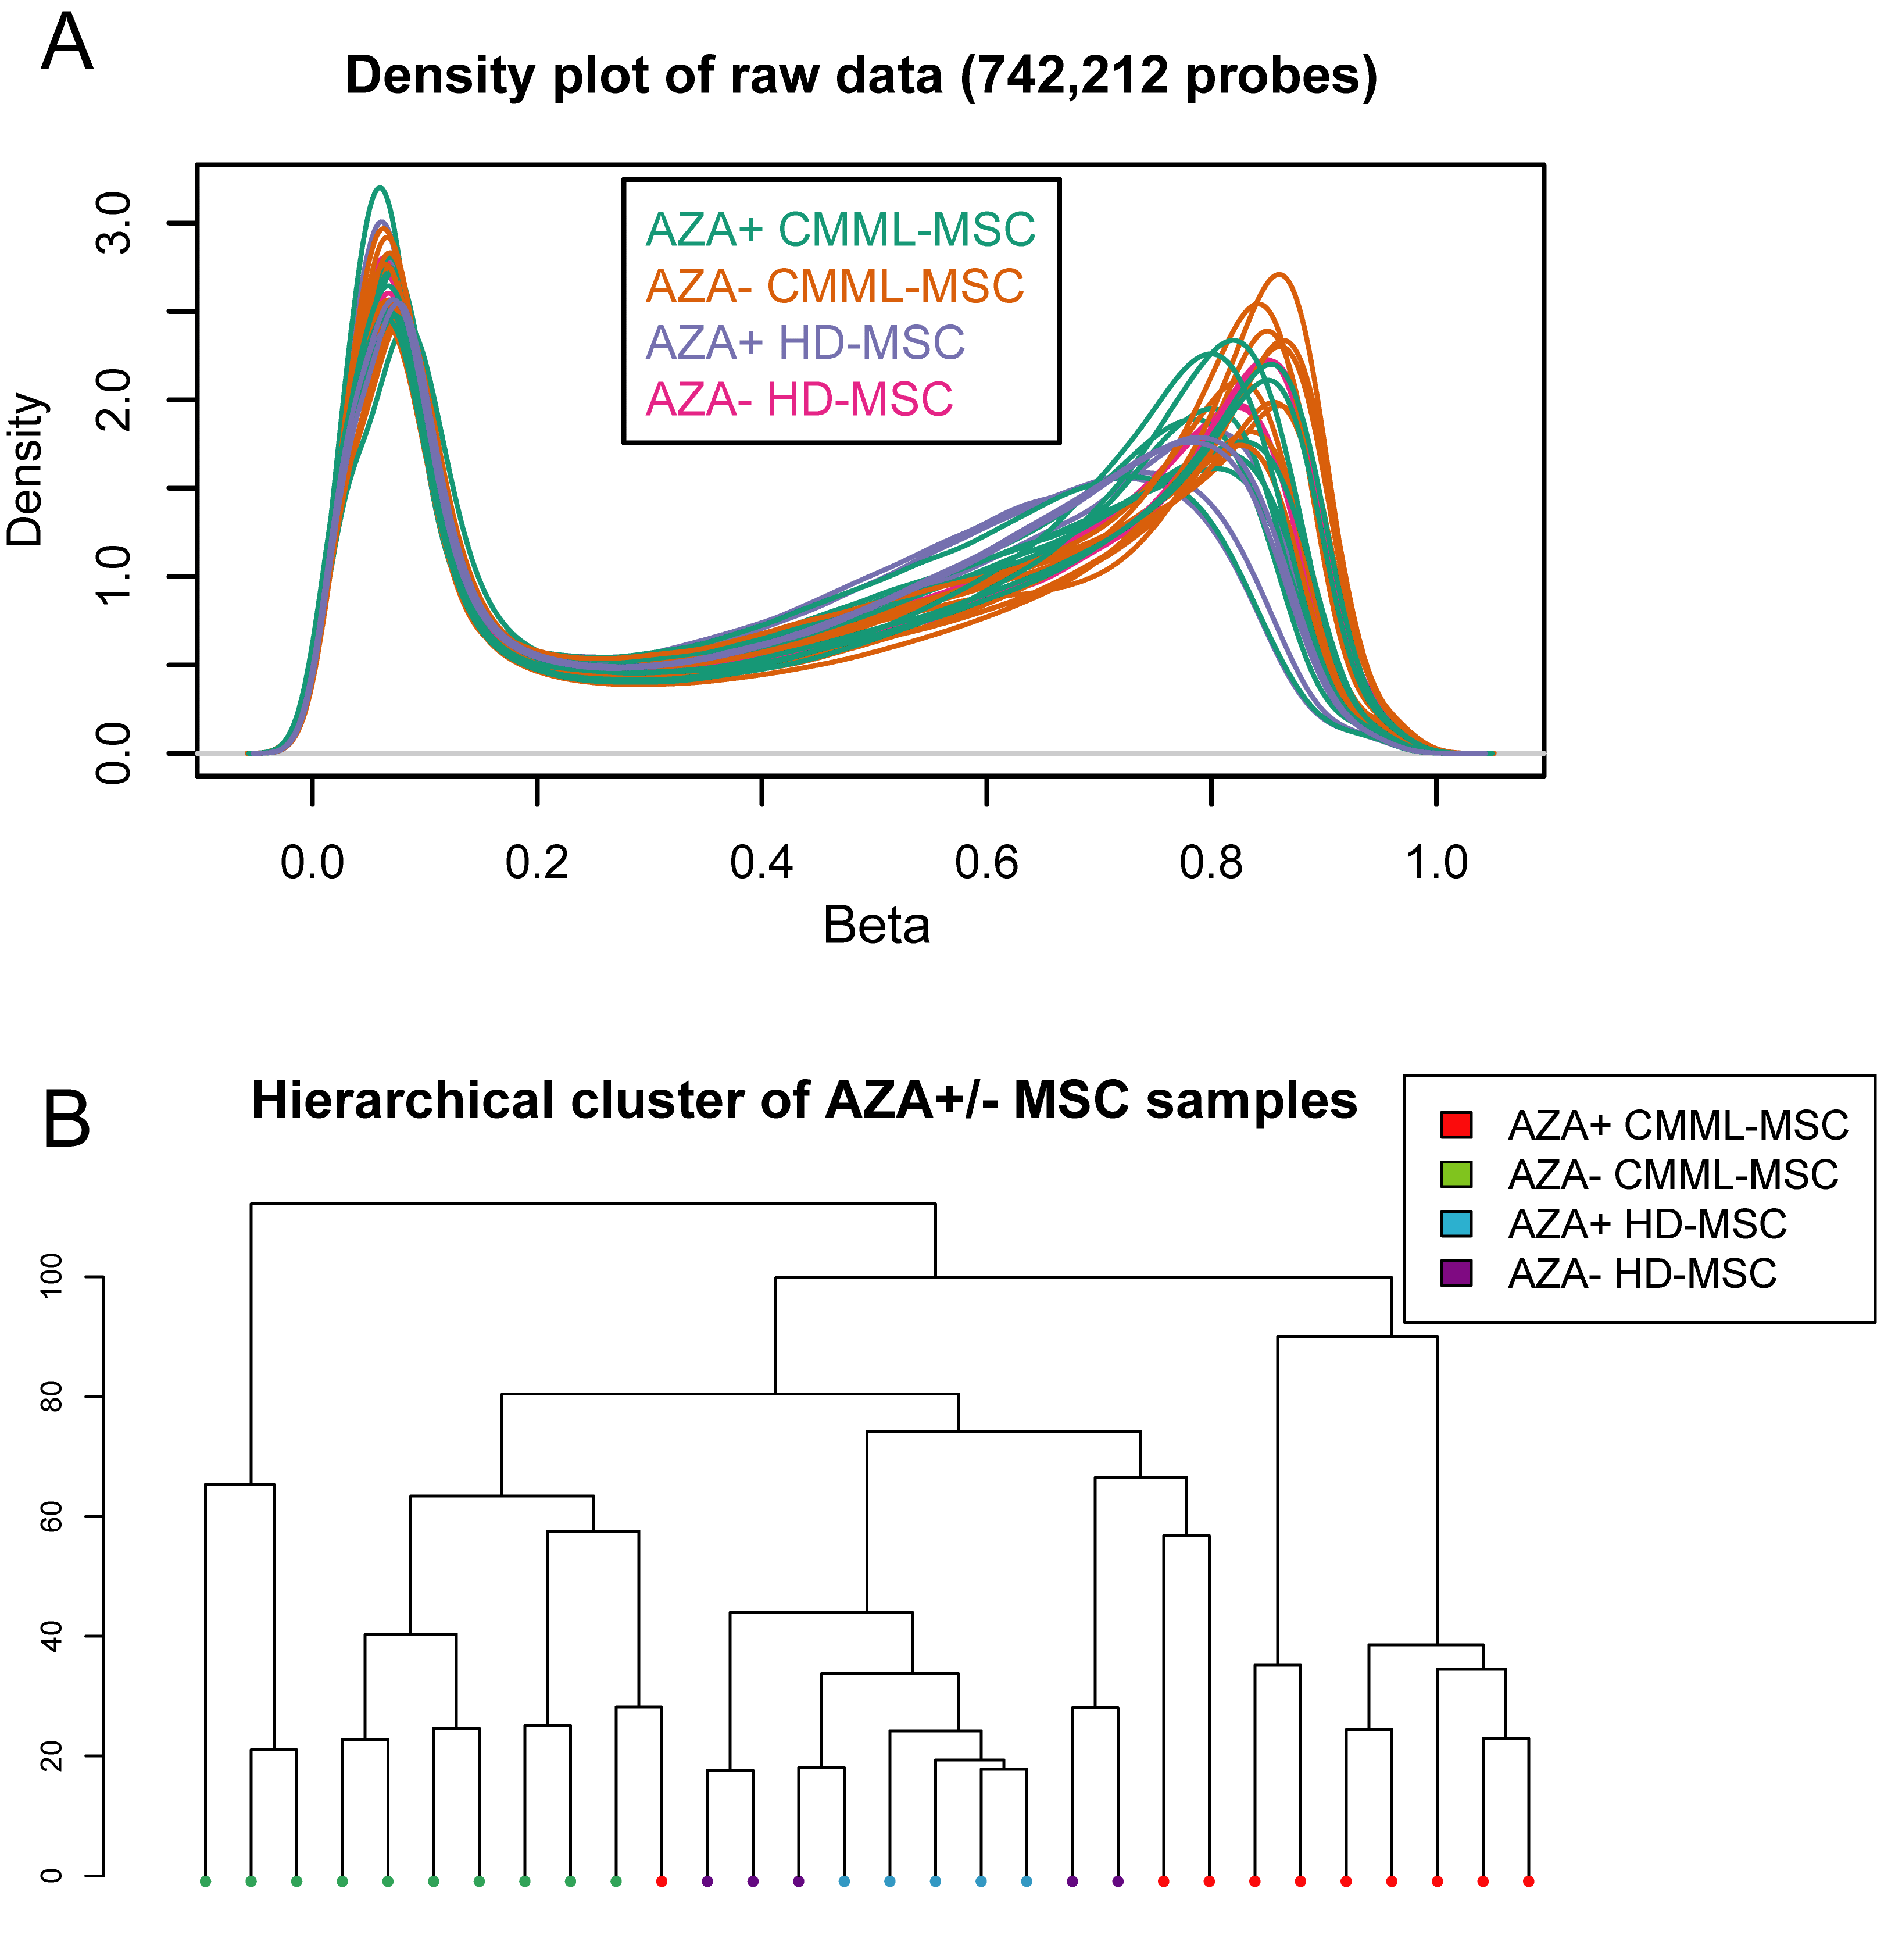 A
Density plot of raw data (742,212 probes)
AZA+ CMML-MSC
AZA- CMML-MSC
AZA+ HD-MSC
AZA- HD-MSC
Density
3.0
2.0
1.0
0.0
0.0 0.2 0.4 0.6 0.8 1.0
Beta
B
Hierarchical cluster of AZA+/- MSC samples
AZA+ CMML-MSC
AZA- CMML-MSC
AZA+ HD-MSC
AZA- HD-MSC
100
80
60
40
20
0